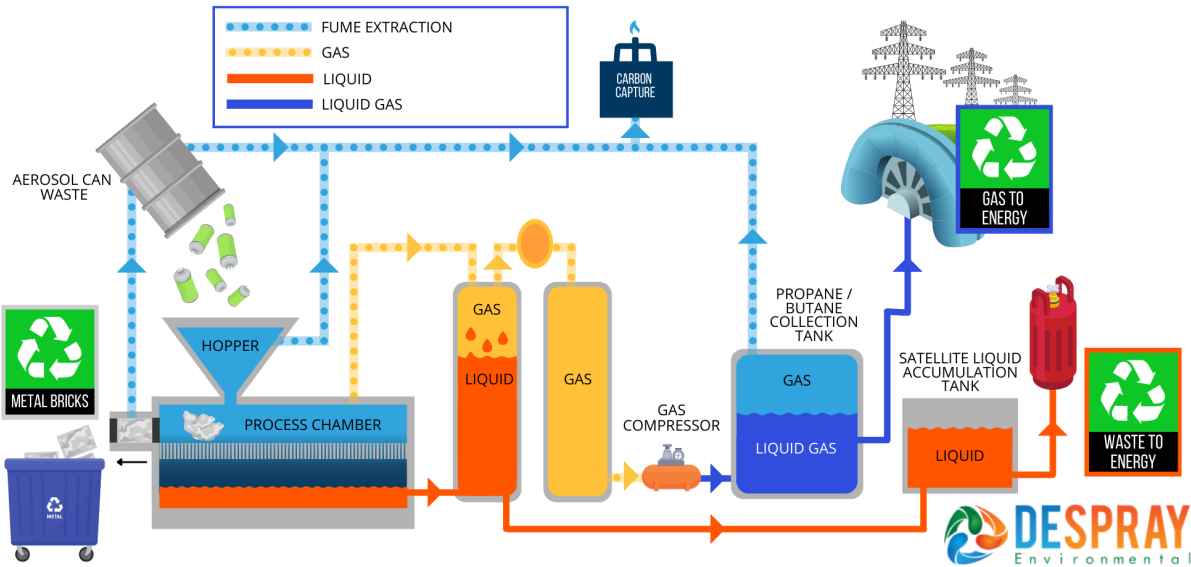 FUME EXTRACTION
GAS
LIQUID
LIQUID GAS
CARBON
CAPTURE
AEROSOL CAN
WASTE
GAS TO
ENERGY
HOPPER
METAL BRICKS
PROCESS CHAMBER
METAL
GAS
LIQUID
GAS
GAS
COMPRESSOR
PROPANE /
BUTANE
COLLECTION
TANK
GAS
LIQUID GAS
SATELLITE LIQUID
ACCUMULATION
TANK
LIQUID
WASTE TO
ENERGY
DESPRAY
Environmental